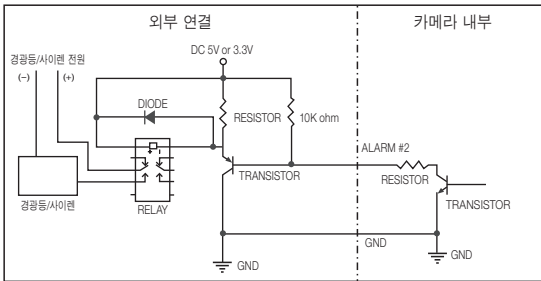 외부 연결
카메라 내부
DC 5V or 3.3V
경광등/사이렌 전원
(−) (+)
DIODE
RESISTOR
10K ohm
ALARM #2
RESISTOR
TRANSISTOR
TRANSISTOR
경광등/사이렌
RELAY
GND
GND
GND